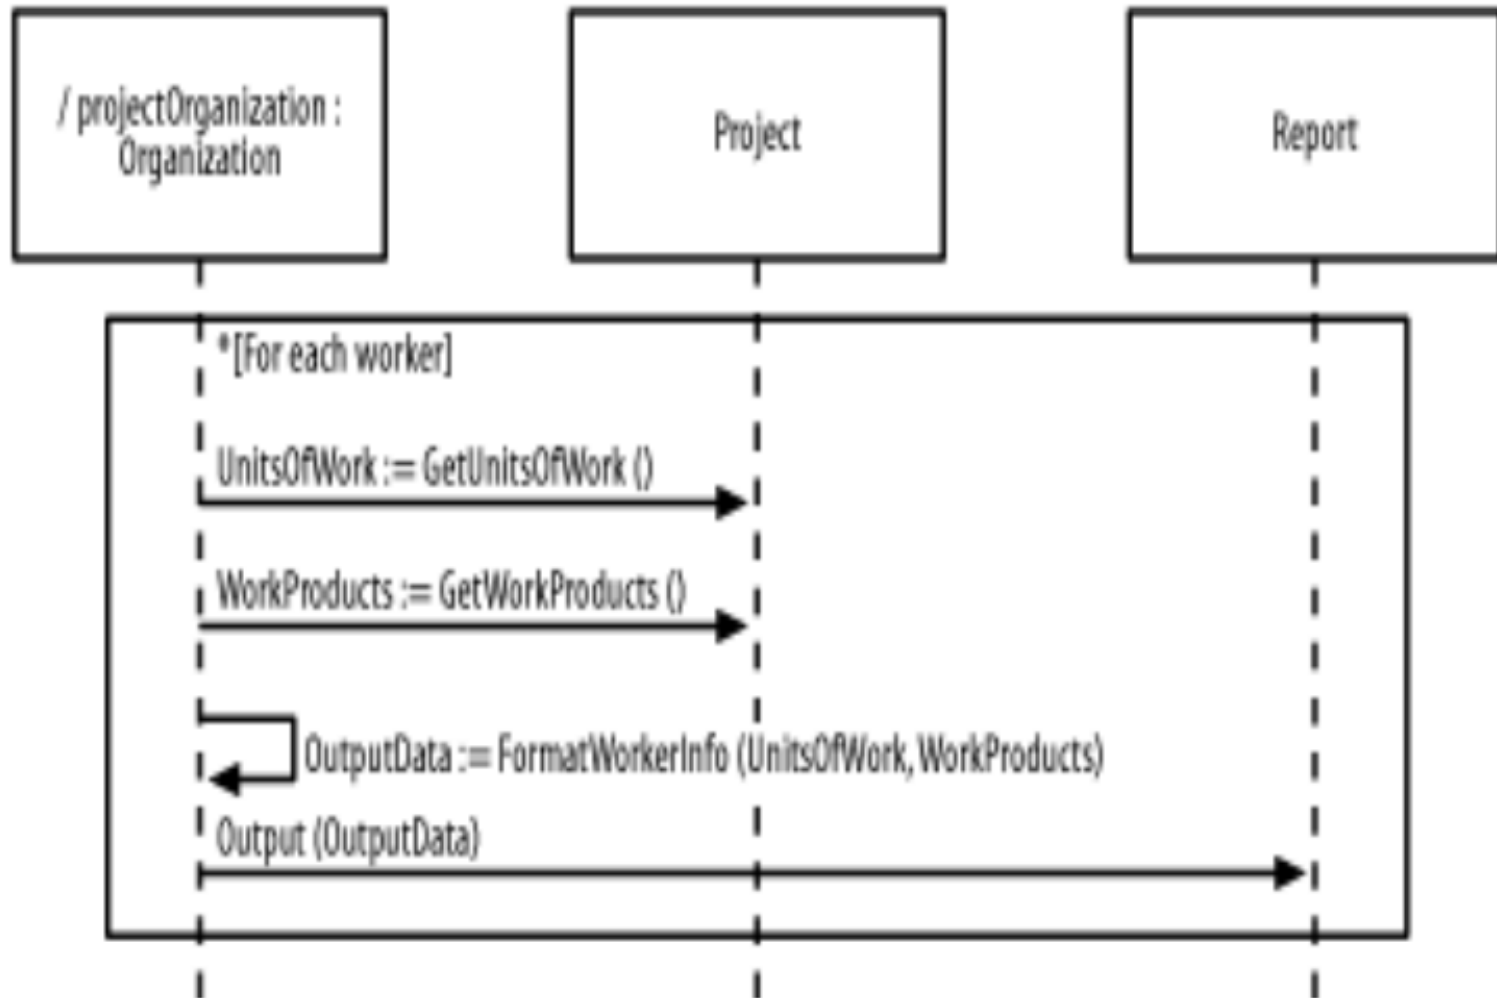 / projectOrganization :
Organization
Project
Report
*[For each worker]
UnitsOfWork := GetUnitsOfWork ()
WorkProducts := GetWorkProducts ()
OutputData := FormatWorkerInfo (UnitsOfWork, WorkProducts)
Output (OutputData)